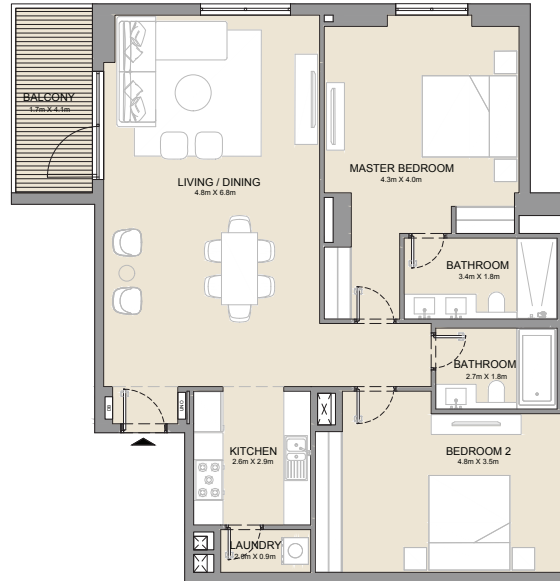 BALCONY
1.7m X 4.1m
LIVING / DINING
4.8m X 6.8m
MASTER BEDROOM
4.3m X 4.0m
BATHROOM
3.4m X 1.8m
BATHROOM
2.7m X 1.8m
DB
KITCHEN
2.6m X 2.9m
BEDROOM 2
4.8m X 3.5m
LAUNDRY
X 0.9m